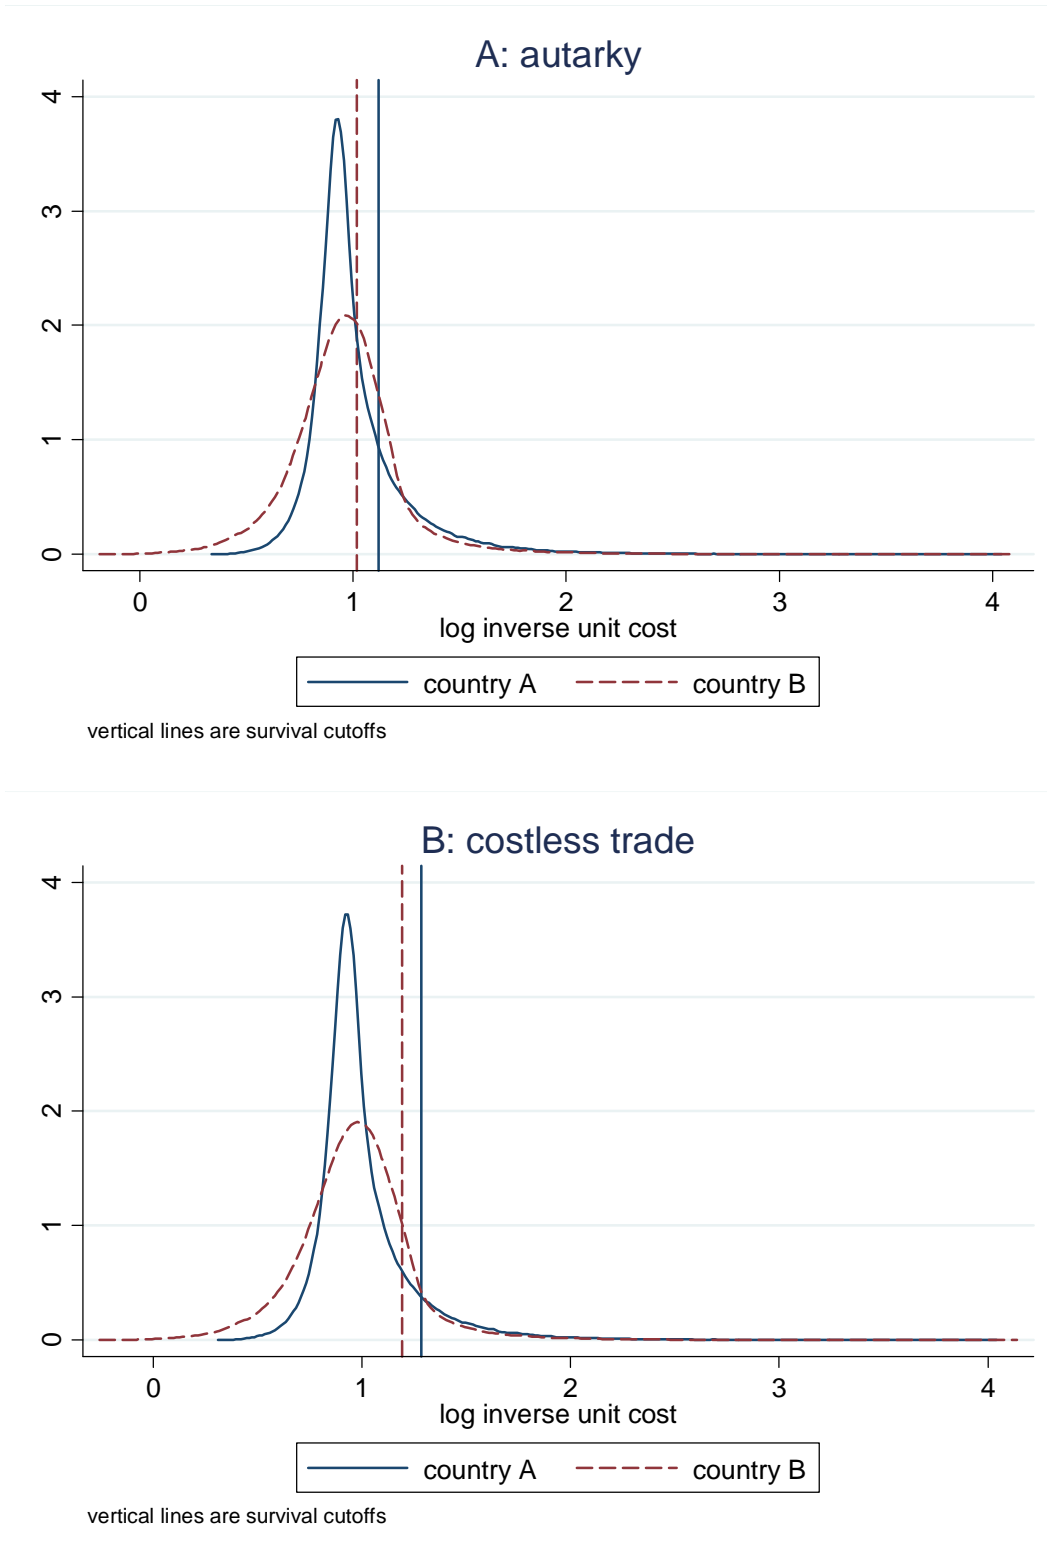 A: autarky
4
3
2
1
0
0 1 2 3 4
log inverse unit cost
country A country B
vertical lines are survival cutoffs
B: costless trade
4
3
2
1
0
0 1 2 3 4
log inverse unit cost
country A country B
vertical lines are survival cutoffs